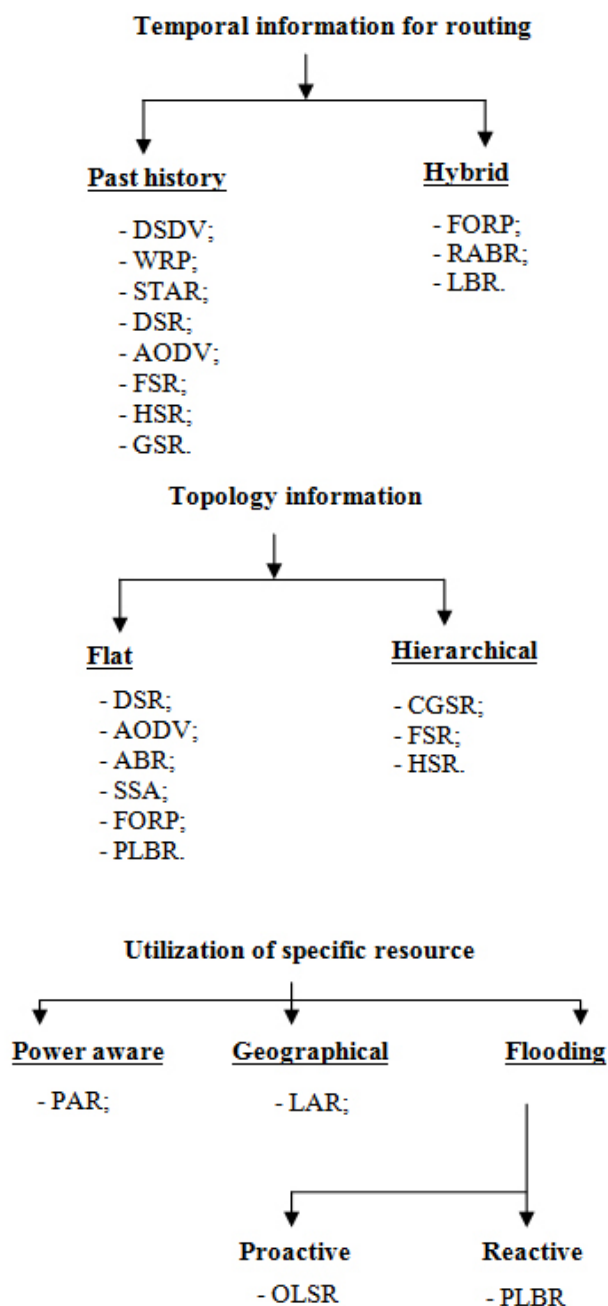 Temporal information for routing
Past history
- DSDV;
- WRP;
- STAR;
- DSR;
- AODV;
- FSR;
- HSR;
- GSR.
Hybrid
- FORP;
- RABR;
- LBR.
Topology information
Flat
- DSR;
- AODV;
- ABR;
- SSA;
- FORP;
- PLBR.
Hierarchical
- CGSR;
- FSR;
- HSR.
Utilization of specific resource
Power aware
- PAR;
Geographical
- LAR;
Flooding
Proactive
- OLSR
Reactive
- PLBR